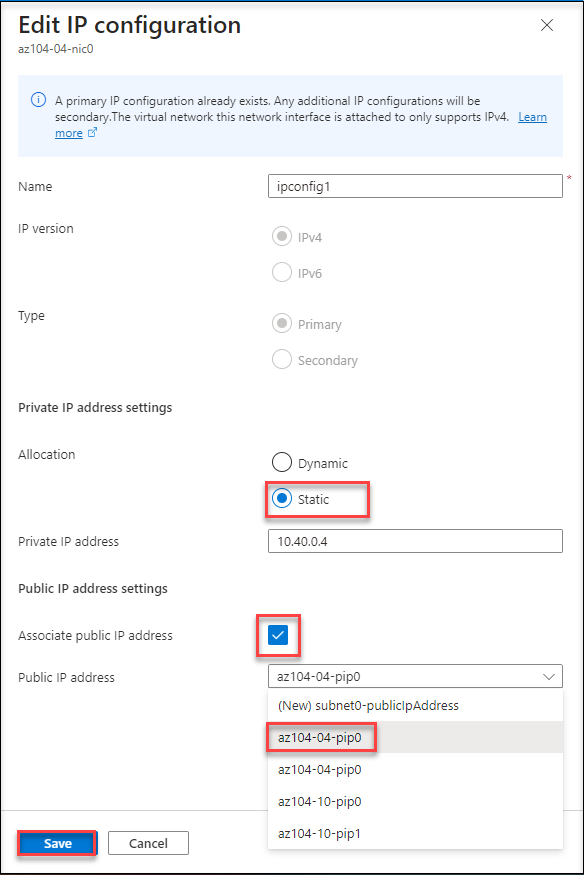 Edit IP configuration
az104-04-nic0
A primary IP configuration already exists. Any additional IP configurations will be
secondary.The virtual network this network interface is attached to only supports IPv4. Learn
more
Name
ipconfig1
*
IP version
IPv4
IPv6
Type
Primary
Secondary
Private IP address settings
Allocation
Dynamic
Static
Private IP address
10.40.0.4
Public IP address settings
Associate public IP address
Public IP address
az104-04-pip0
(New) subnet0-publicIpAddress
az104-04-pip0
az104-04-pip0
az104-10-pip0
az104-10-pip1
Save
Cancel